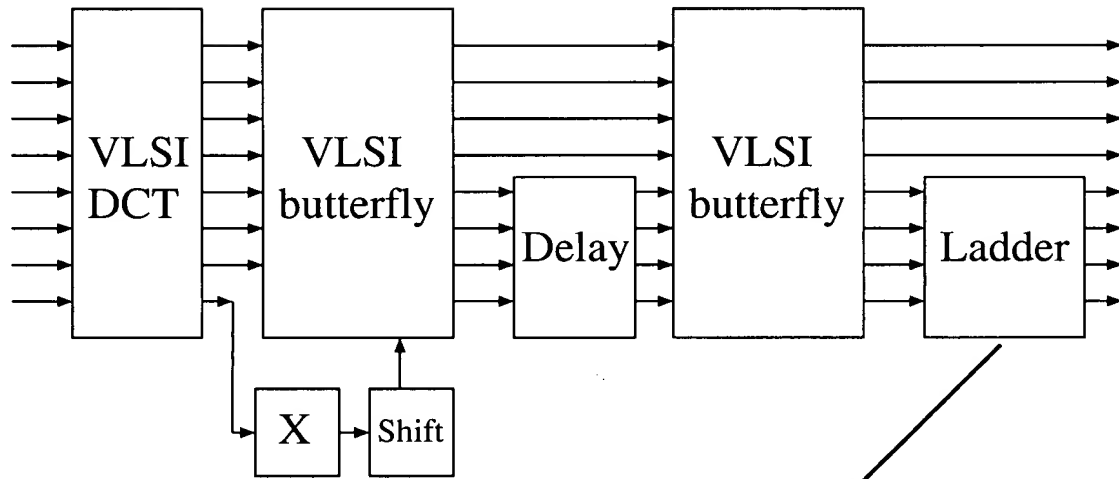 VLSI
DCT
VLSI
butterfly
Delay
VLSI
butterfly
Ladder
X
Shift